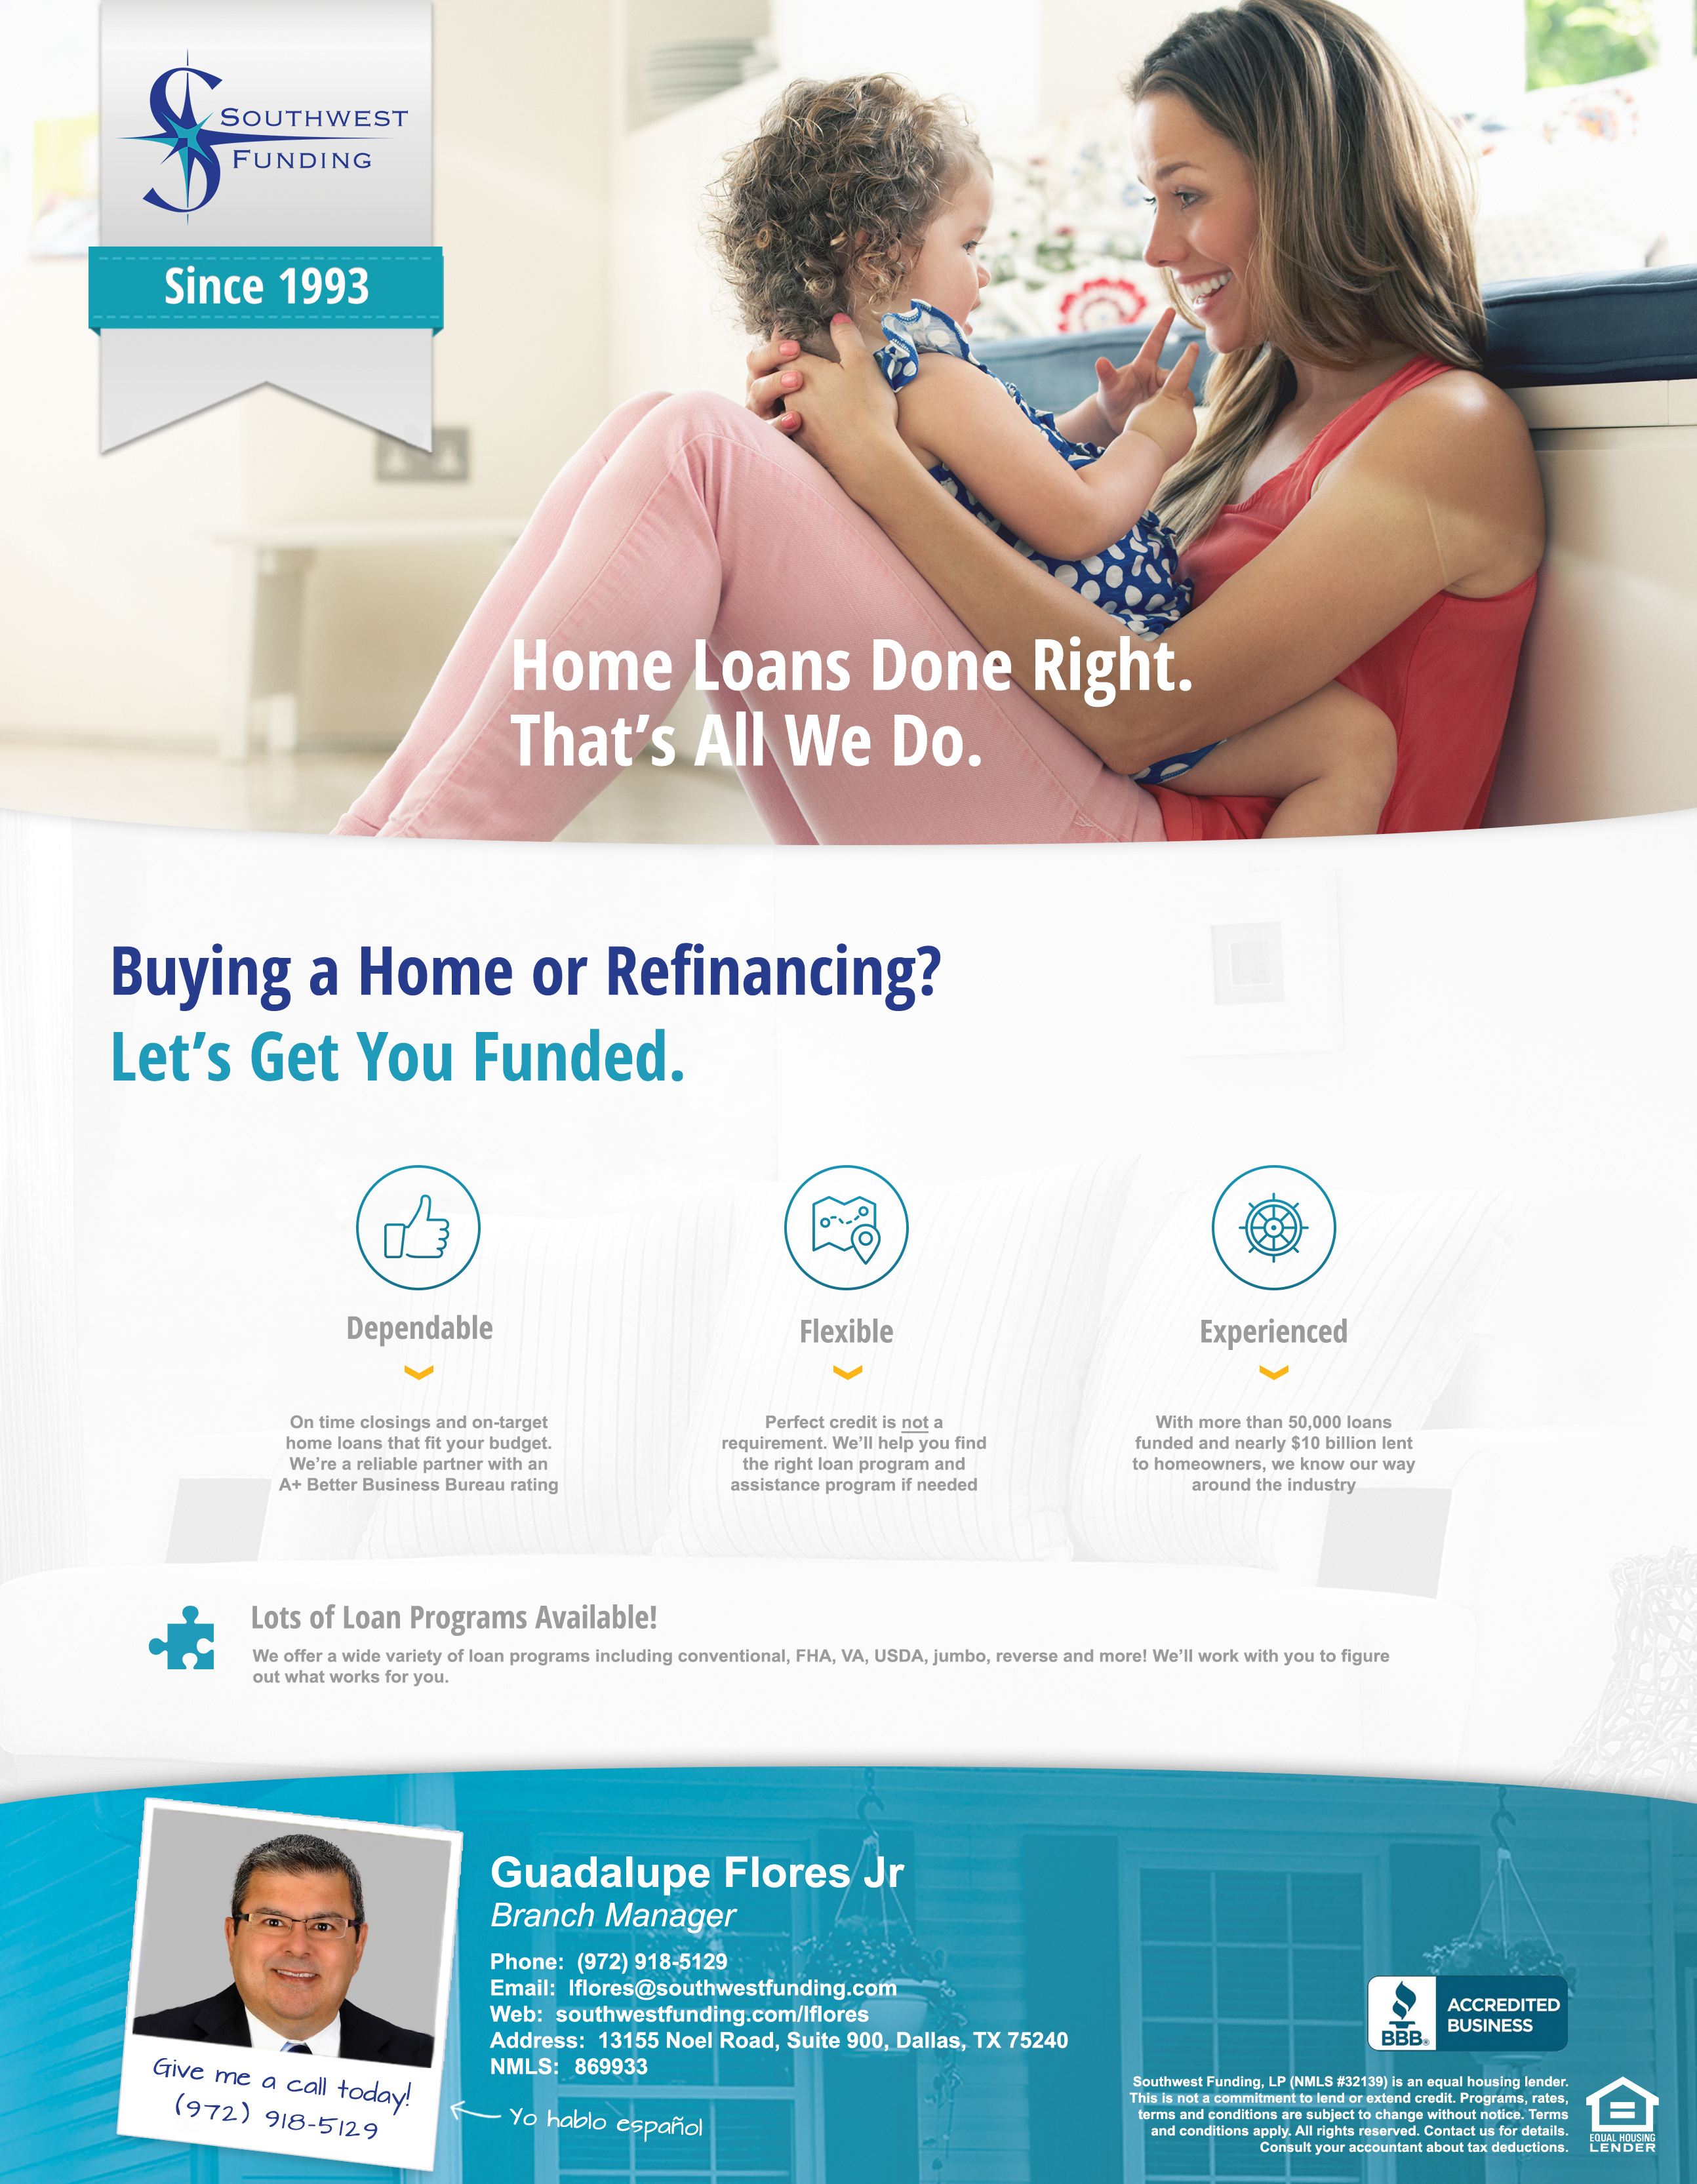 SOUTHWEST
FUNDING
Since 1993
Home Loans Done Right.
That's All We Do.
Buying a Home or Refinancing?
Let's Get You Funded.
Dependable
On time closings and on-target
home loans that fit your budget.
We're a reliable partner with an
A+ Better Business Bureau rating
Flexible
Perfect credit is not a
requirement. We'll help you find
the right loan program and
assistance program if needed
Experienced
With more than 50,000 loans
funded and nearly $10 billion lent
to homeowners, we know our way
around the industry
Lots of Loan Programs Available!
We offer a wide variety of loan programs including conventional, FHA, VA, USDA, jumbo, reverse and more! We'll work with you to figure
out what works for you.
Give me a call today!
(972) 918-5129
Yo hablo español
Guadalupe Flores Jr
Branch Manager
Phone: (972) 918-5129
Email: lflores@southwestfunding.com
Web: southwestfunding.com/lflores
Address: 13155 Noel Road, Suite 900, Dallas, TX 75240
NMLS: 869933
BBB®
ACCREDITED
BUSINESS
Southwest Funding, LP (NMLS #32139) is an equal housing lender.
This is not a commitment to lend or extend credit. Programs, rates,
terms and conditions are subject to change without notice. Terms
and conditions apply. All rights reserved. Contact us for details.
Consult your accountant about tax deductions.
EQUAL HOUSING
LENDER